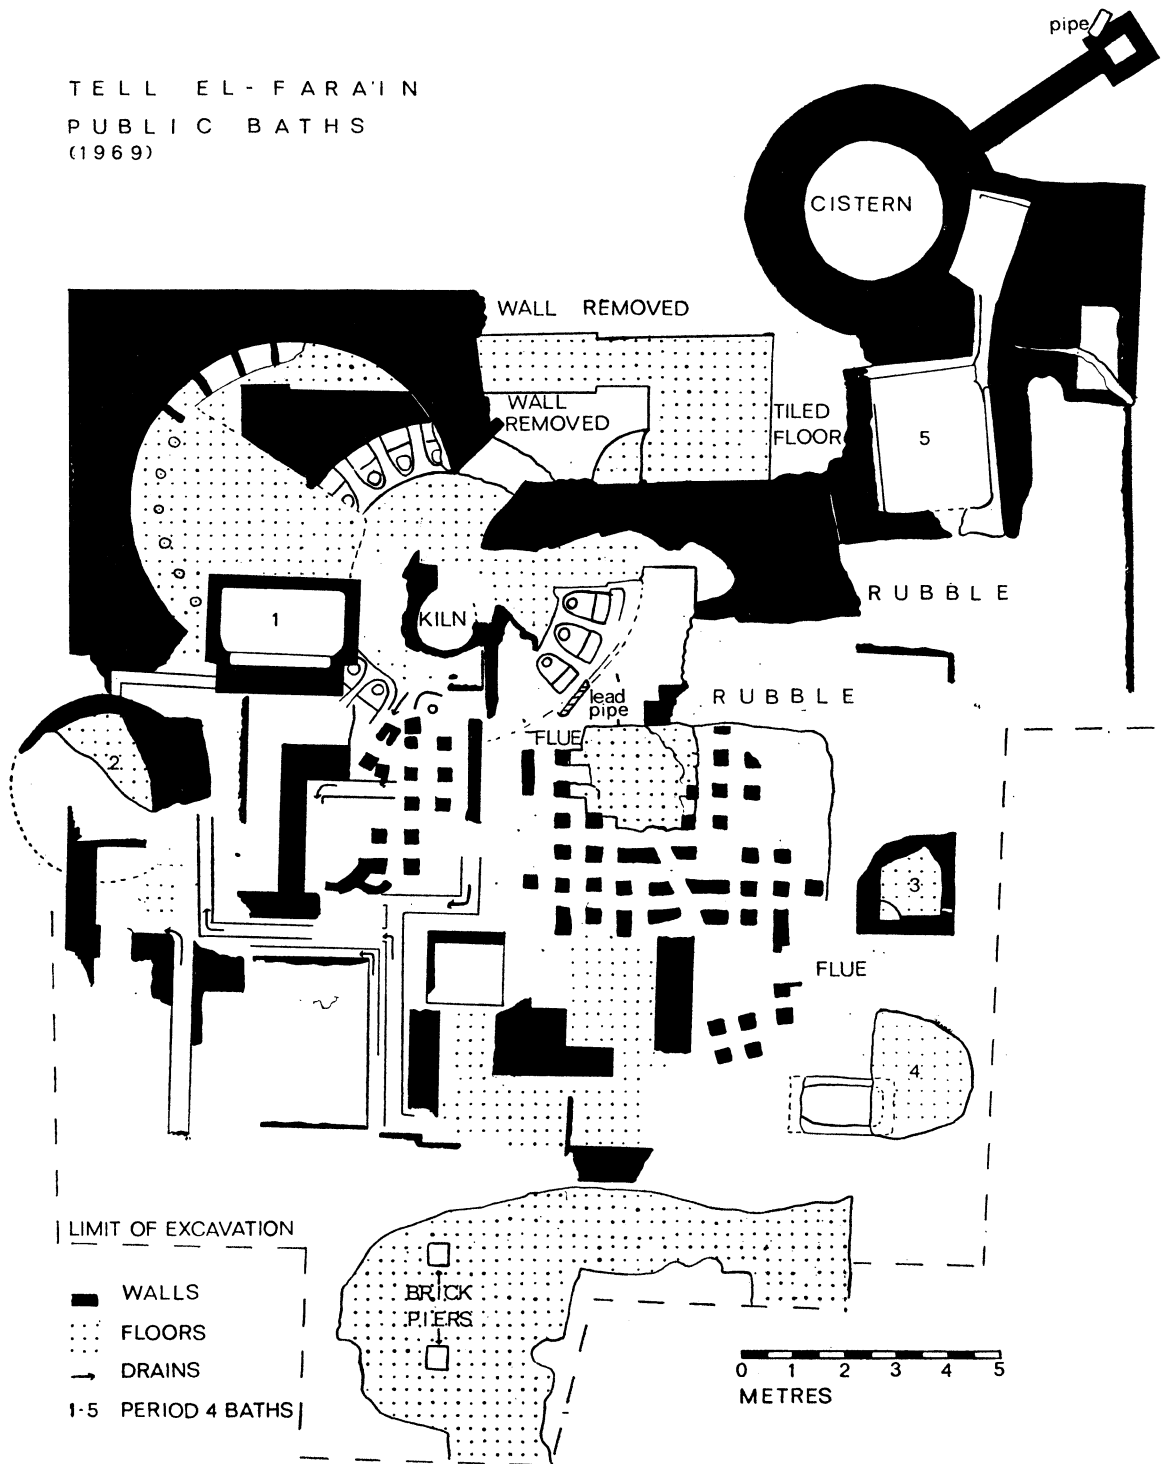 pipe
TELL EL-FARA'IN
PUBLIC BATHS
(1969)
CISTERN
WALL REMOVED
WALL
REMOVED
TILED
FLOOR
5
RUBBLE
1
KILN
RUBBLE
lead
pipe
FLUE
2
3
FLUE
4
LIMIT OF EXCAVATION
WALLS
FLOORS
DRAINS
1-5 PERIOD 4 BATHS
BRICK
PIERS
0 1 2 3 4 5
METRES